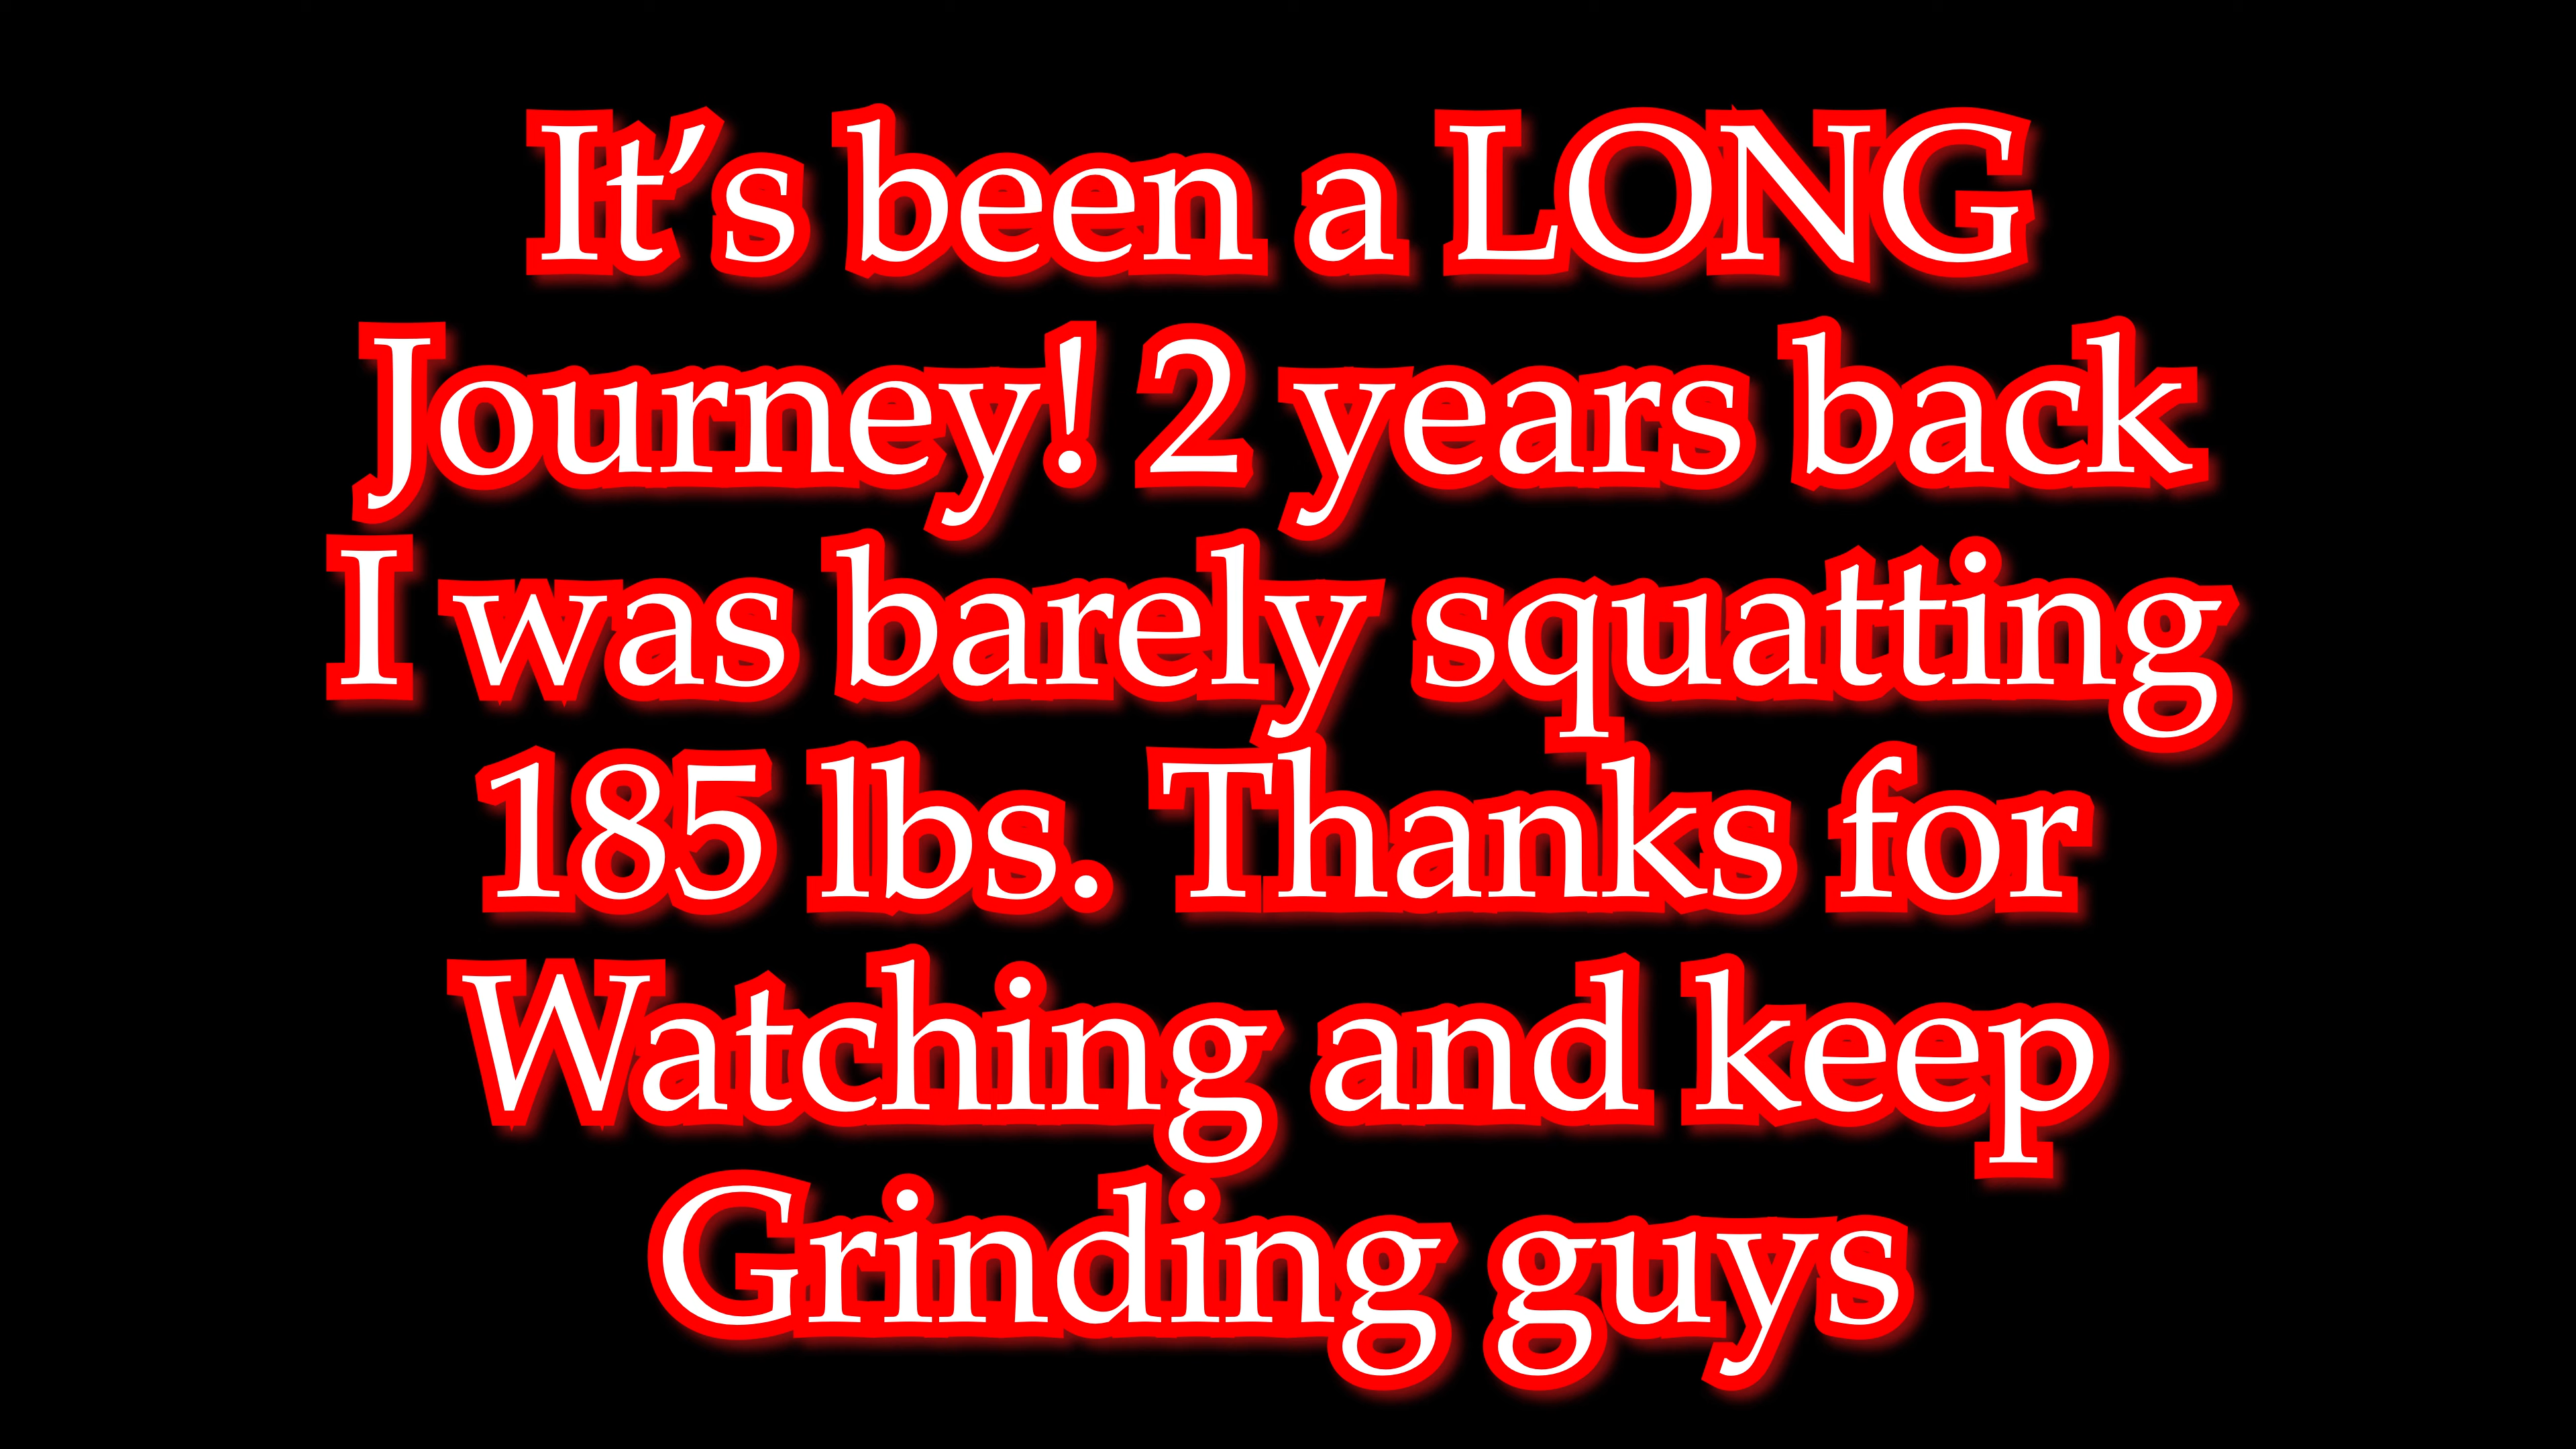 It’s been a LONG
Journey! 2 years back
I was barely squatting
185 lbs. Thanks for
Watching and keep
Grinding guys